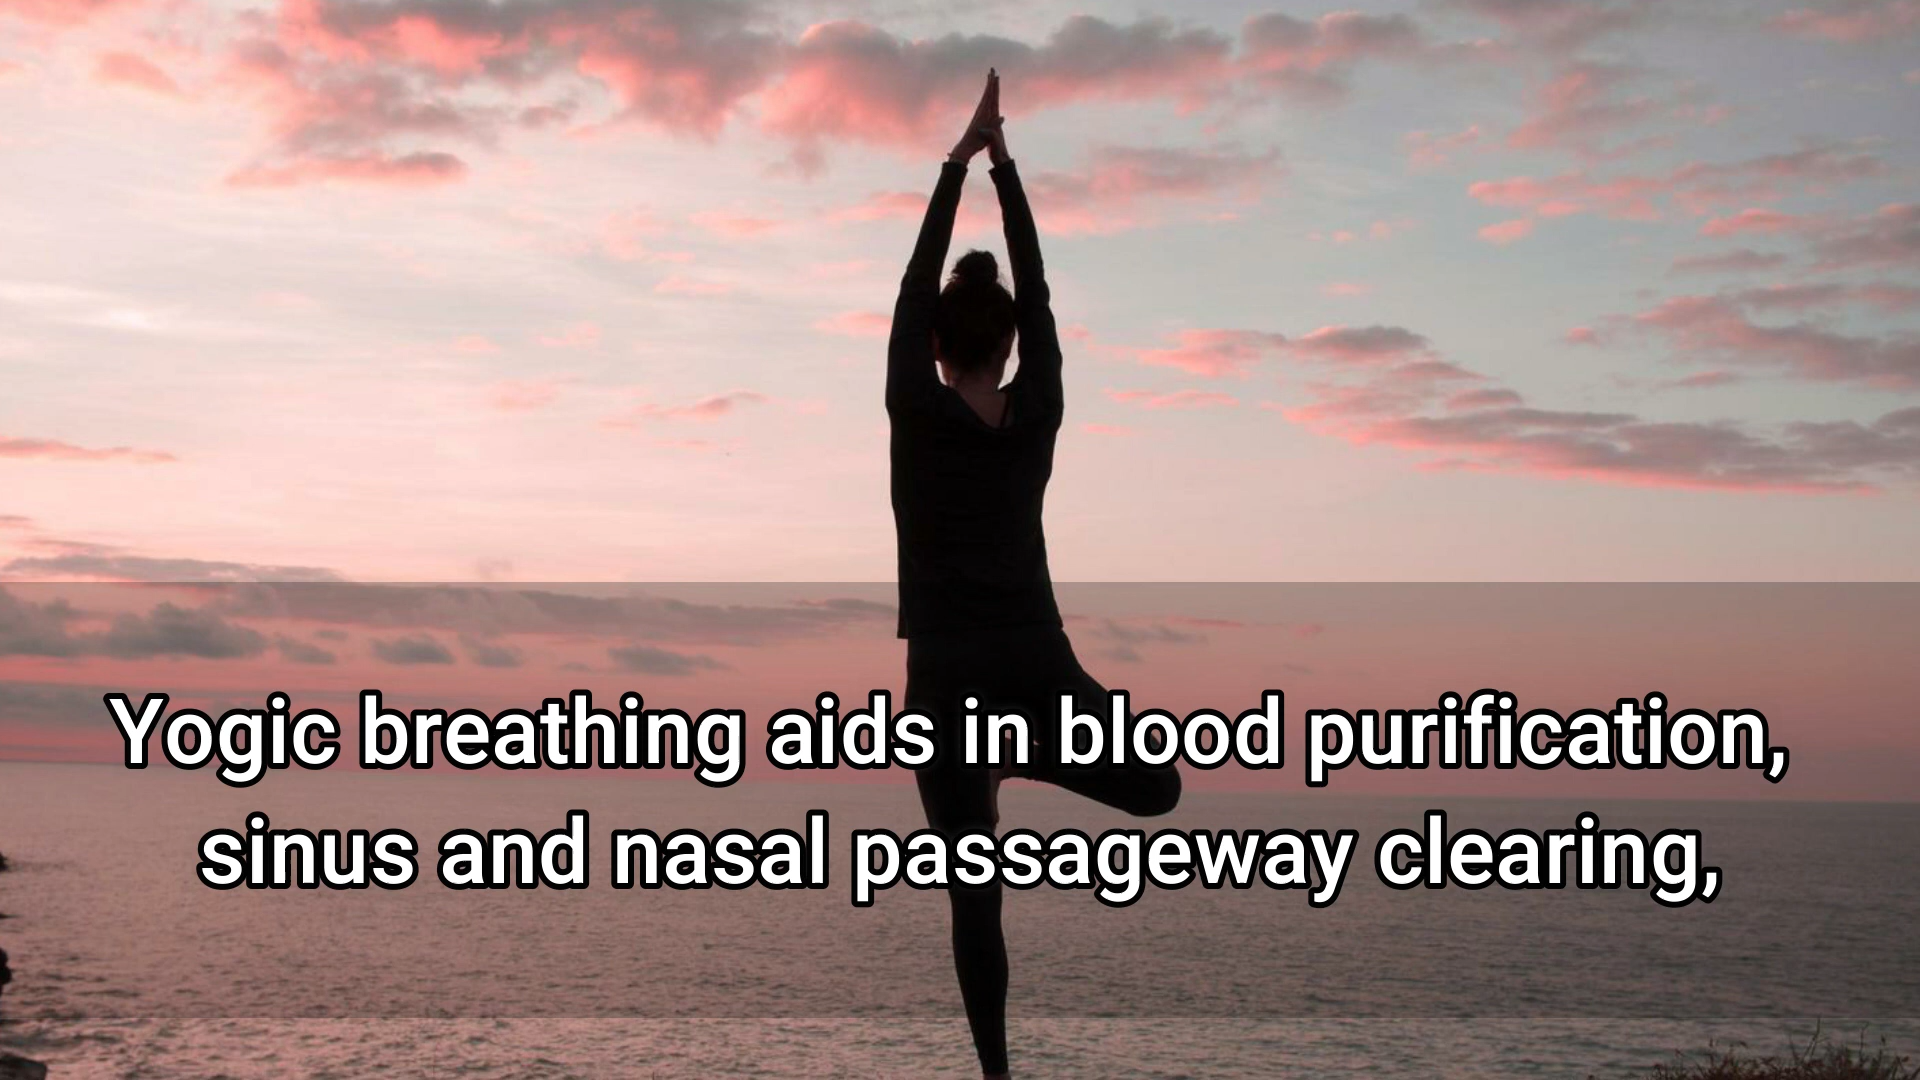 Yogic breathing aids in blood purification,
sinus and nasal passageway clearing,